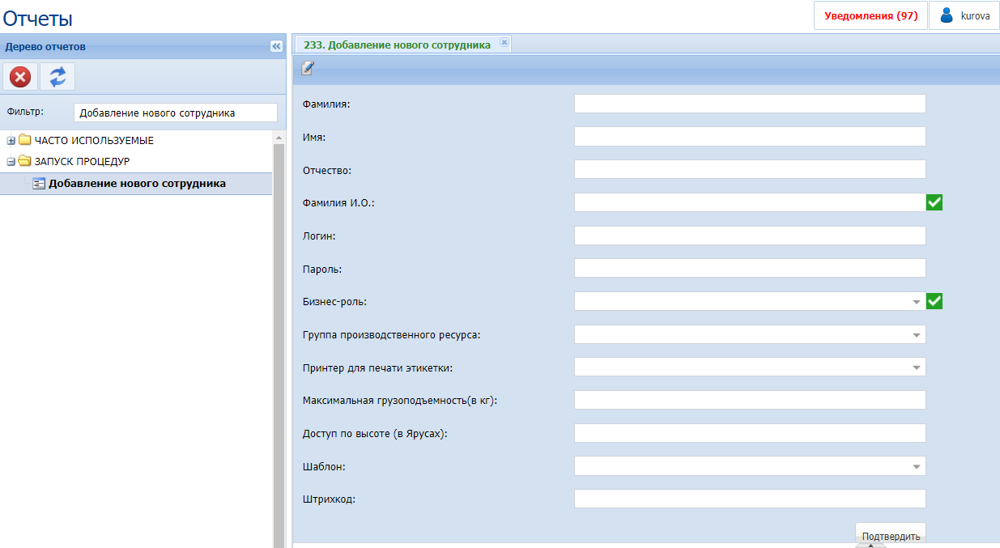 Отчеты
Уведомления (97)
kurova
Дерево отчетов
Фильтр:
Добавление нового сотрудника
ЧАСТО ИСПОЛЬЗУЕМЫЕ
ЗАПУСК ПРОЦЕДУР
Добавление нового сотрудника
233. Добавление нового сотрудника
Фамилия:
Имя:
Отчество:
Фамилия И.О.:
Логин:
Пароль:
Бизнес-роль:
Группа производственного ресурса:
Принтер для печати этикетки:
Максимальная грузоподъемность(в кг):
Доступ по высоте (в Ярусах):
Шаблон:
Штрихкод:
Подтвердить